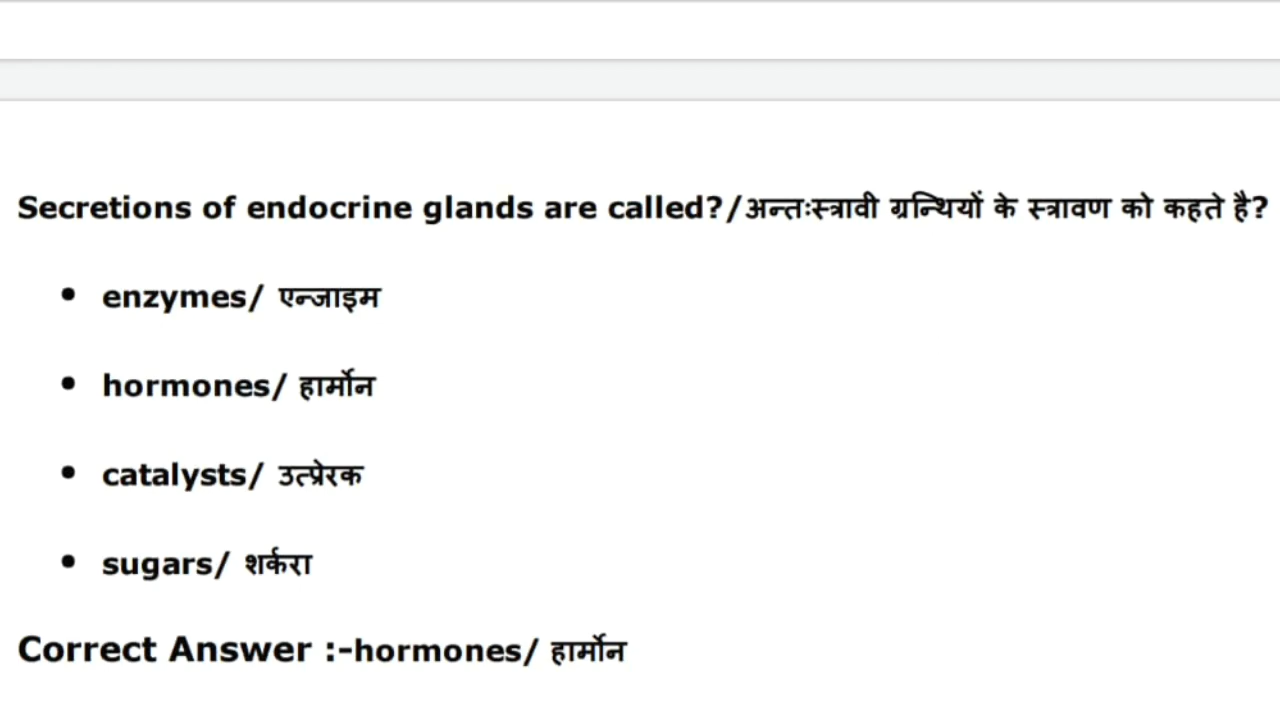 Secretions of endocrine glands are called?/अन्तःस्त्रावी ग्रन्थियों के स्त्रावण को कहते है?
• enzymes/ एन्जाइम
• hormones/ हार्मोन
• catalysts/ उत्प्रेरक
• sugars/ शर्करा
Correct Answer :-hormones/ हार्मोन